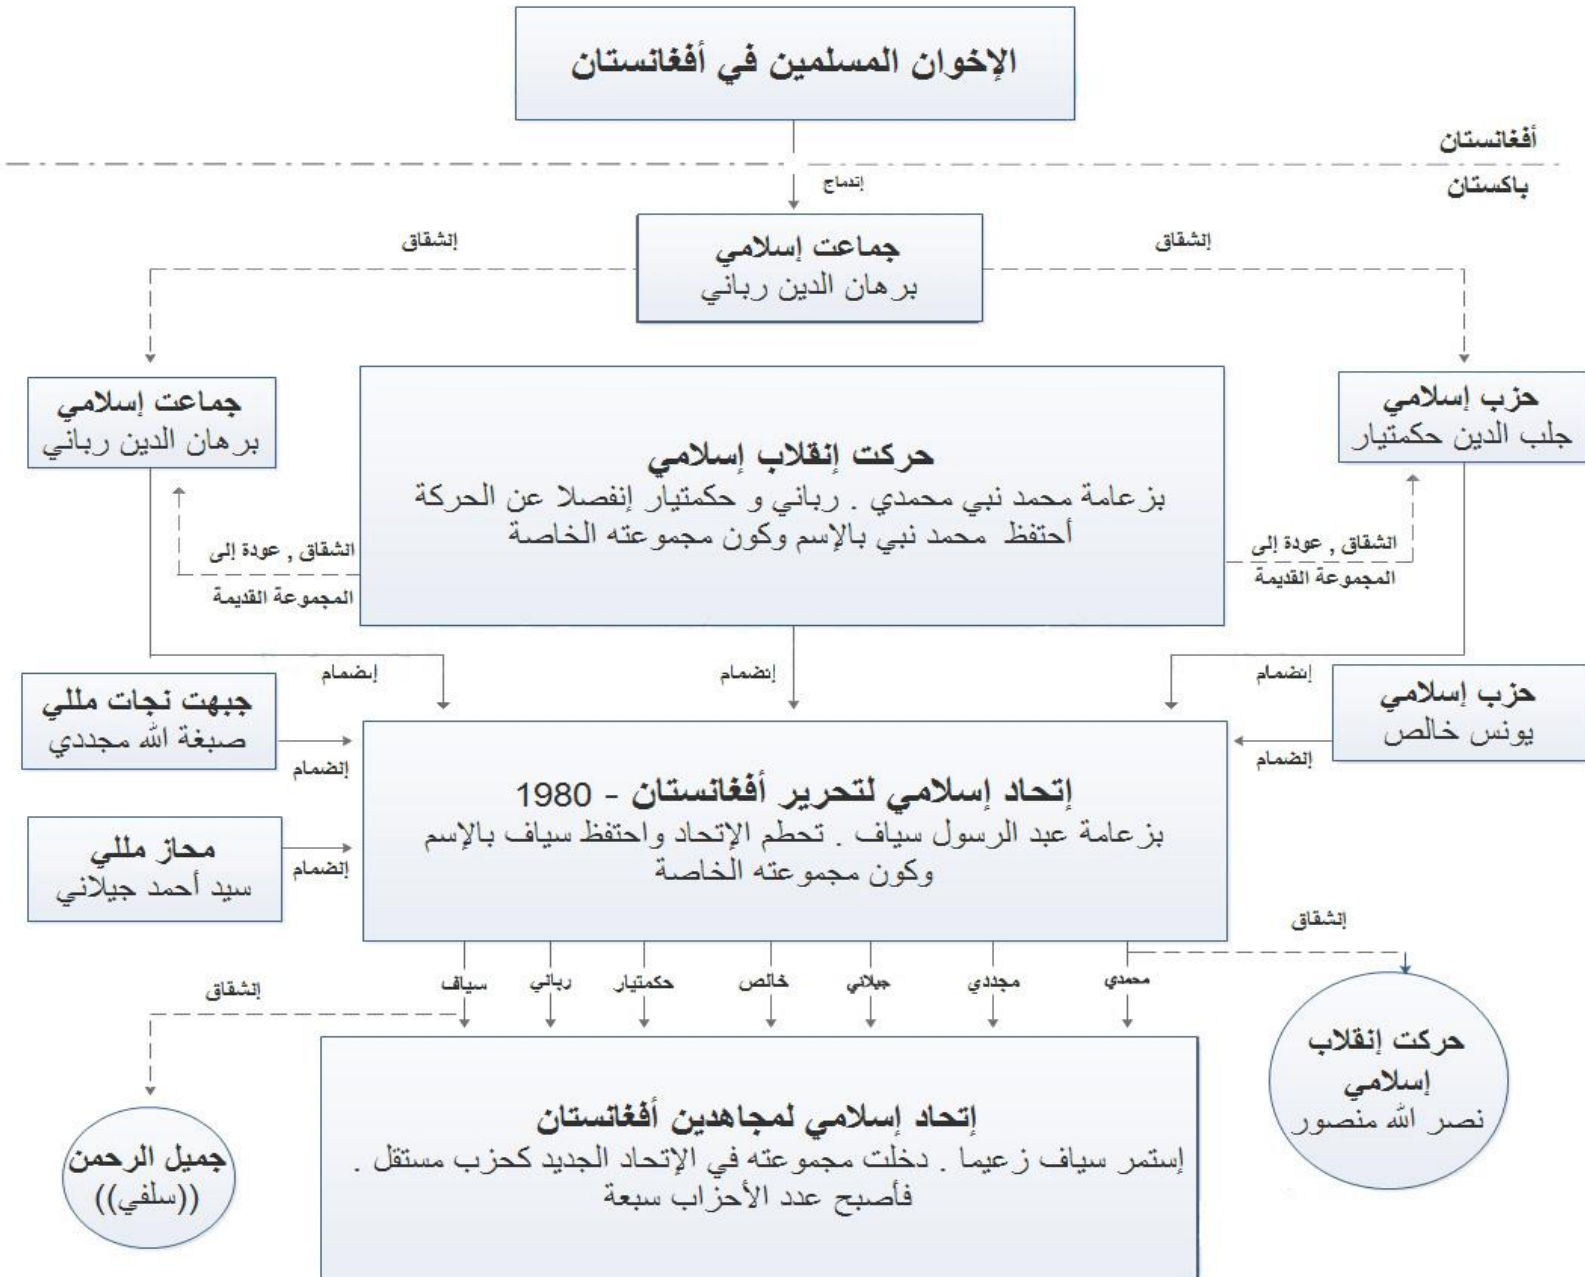 الإخوان المسلمين في أفغانستان
أفغانستان
باكستان
إندماج
جماعت إسلامي
برهان الدين رباني
إنشقاق
إنشقاق
حزب إسلامي
جلب الدين حكمتيار
جماعت إسلامي
برهان الدين رباني
حركت إنقلاب إسلامي
بزعامة محمد نبي محمدي . رباني و حكمتيار إنفصلا عن الحركة
أحتفظ محمد نبي بالإسم وكون مجموعته الخاصة
انشقاق , عودة إلى
المجموعة القديمة
انشقاق , عودة إلى
المجموعة القديمة
إنضمام
إنضمام
إنضمام
حزب إسلامي
يونس خالص
إنضمام
جبهت نجات مللي
صبغة الله مجددي
إنضمام
إتحاد إسلامي لتحرير أفغانستان - 1980
بزعامة عبد الرسول سياف . تحطم الإتحاد واحتفظ سياف بالإسم
وكون مجموعته الخاصة
محاز مللي
سيد أحمد جيلاني
إنضمام
إنشقاق
محمدي
مجددي
جيلاني
خالص
حكمتيار
رباني
سياف
إنشقاق
حركت إنقلاب
إسلامي
نصر الله منصور
إتحاد إسلامي لمجاهدين أفغانستان
إستمر سياف زعيما . دخلت مجموعته في الإتحاد الجديد كحزب مستقل .
فأصبح عدد الأحزاب سبعة
جميل الرحمن
((سلفي))